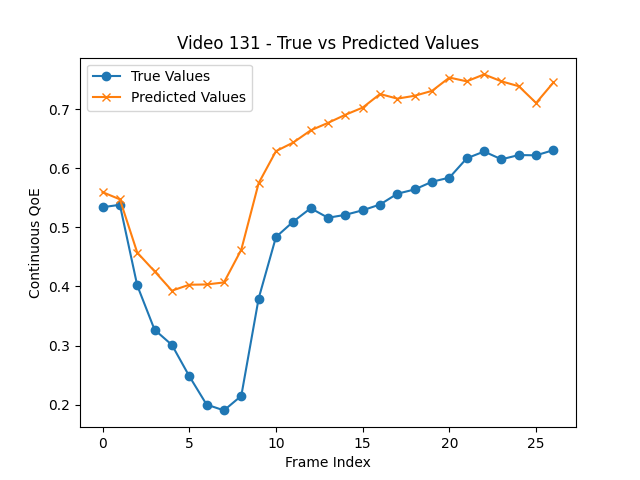 Video 131 - True vs Predicted Values
True Values
Predicted Values
Continuous QoE
0.7
0.6
0.5
0.4
0.3
0.2
0 5 10 15 20 25
Frame Index